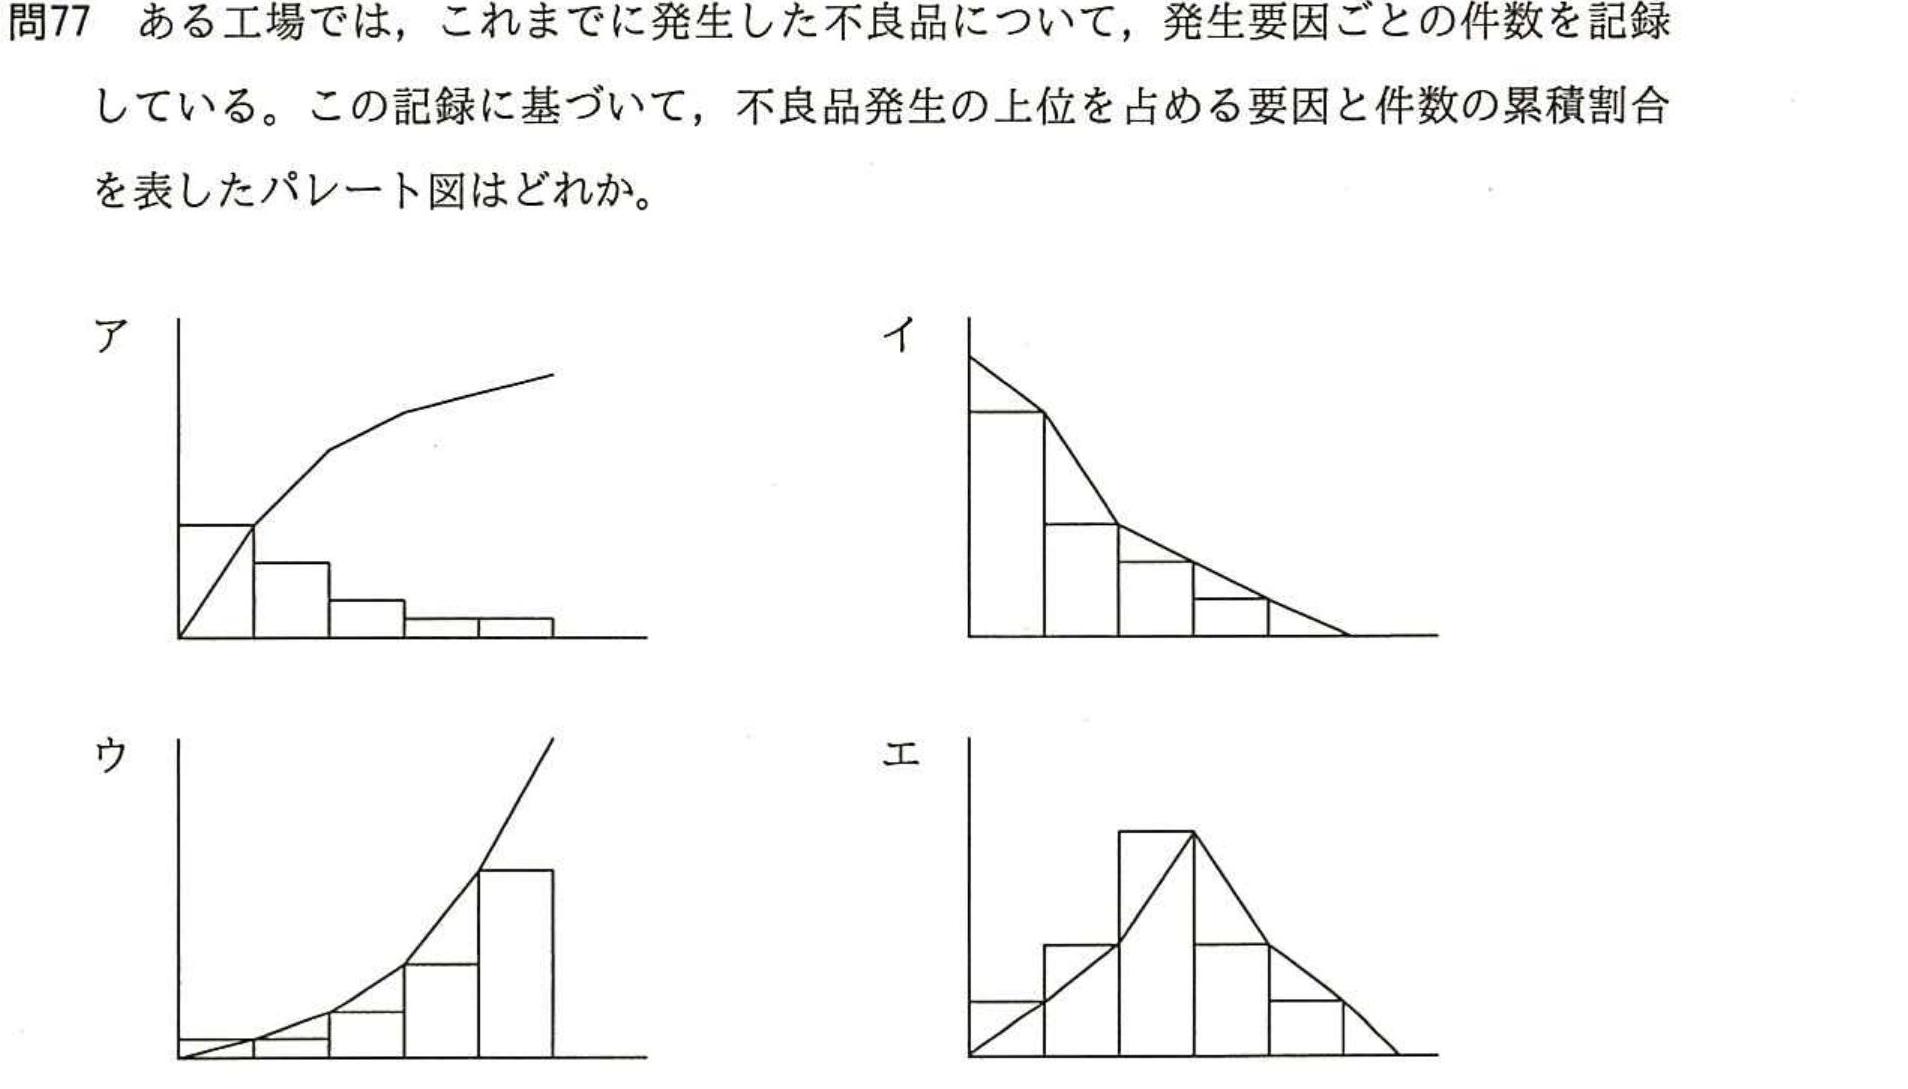 問77 ある工場では，これまでに発生した不良品について，発生要因ごとの件数を記録
している。この記録に基づいて，不良品発生の上位を占める要因と件数の累積割合
を表したパレート図はどれか。
ア
イ
ウ
エ